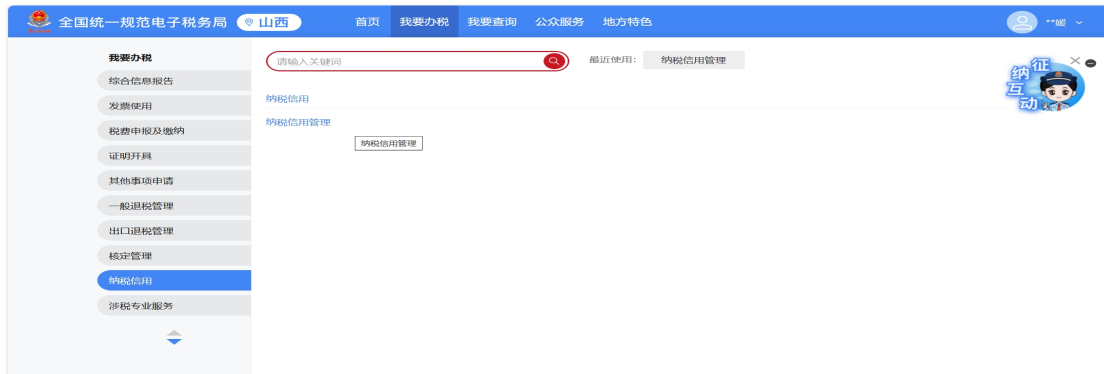 全国统一规范电子税务局 山西 首页 我要办税 我要查询 公众服务 地方特色 **媛
我要办税
综合信息报告
发票使用
税费申报及缴纳
证明开具
其他事项申请
一般退税管理
出口退税管理
核定管理
纳税信用
涉税专业服务
请输入关键词 最近使用: 纳税信用管理
纳税信用
纳税信用管理
纳税信用管理
征纳互动